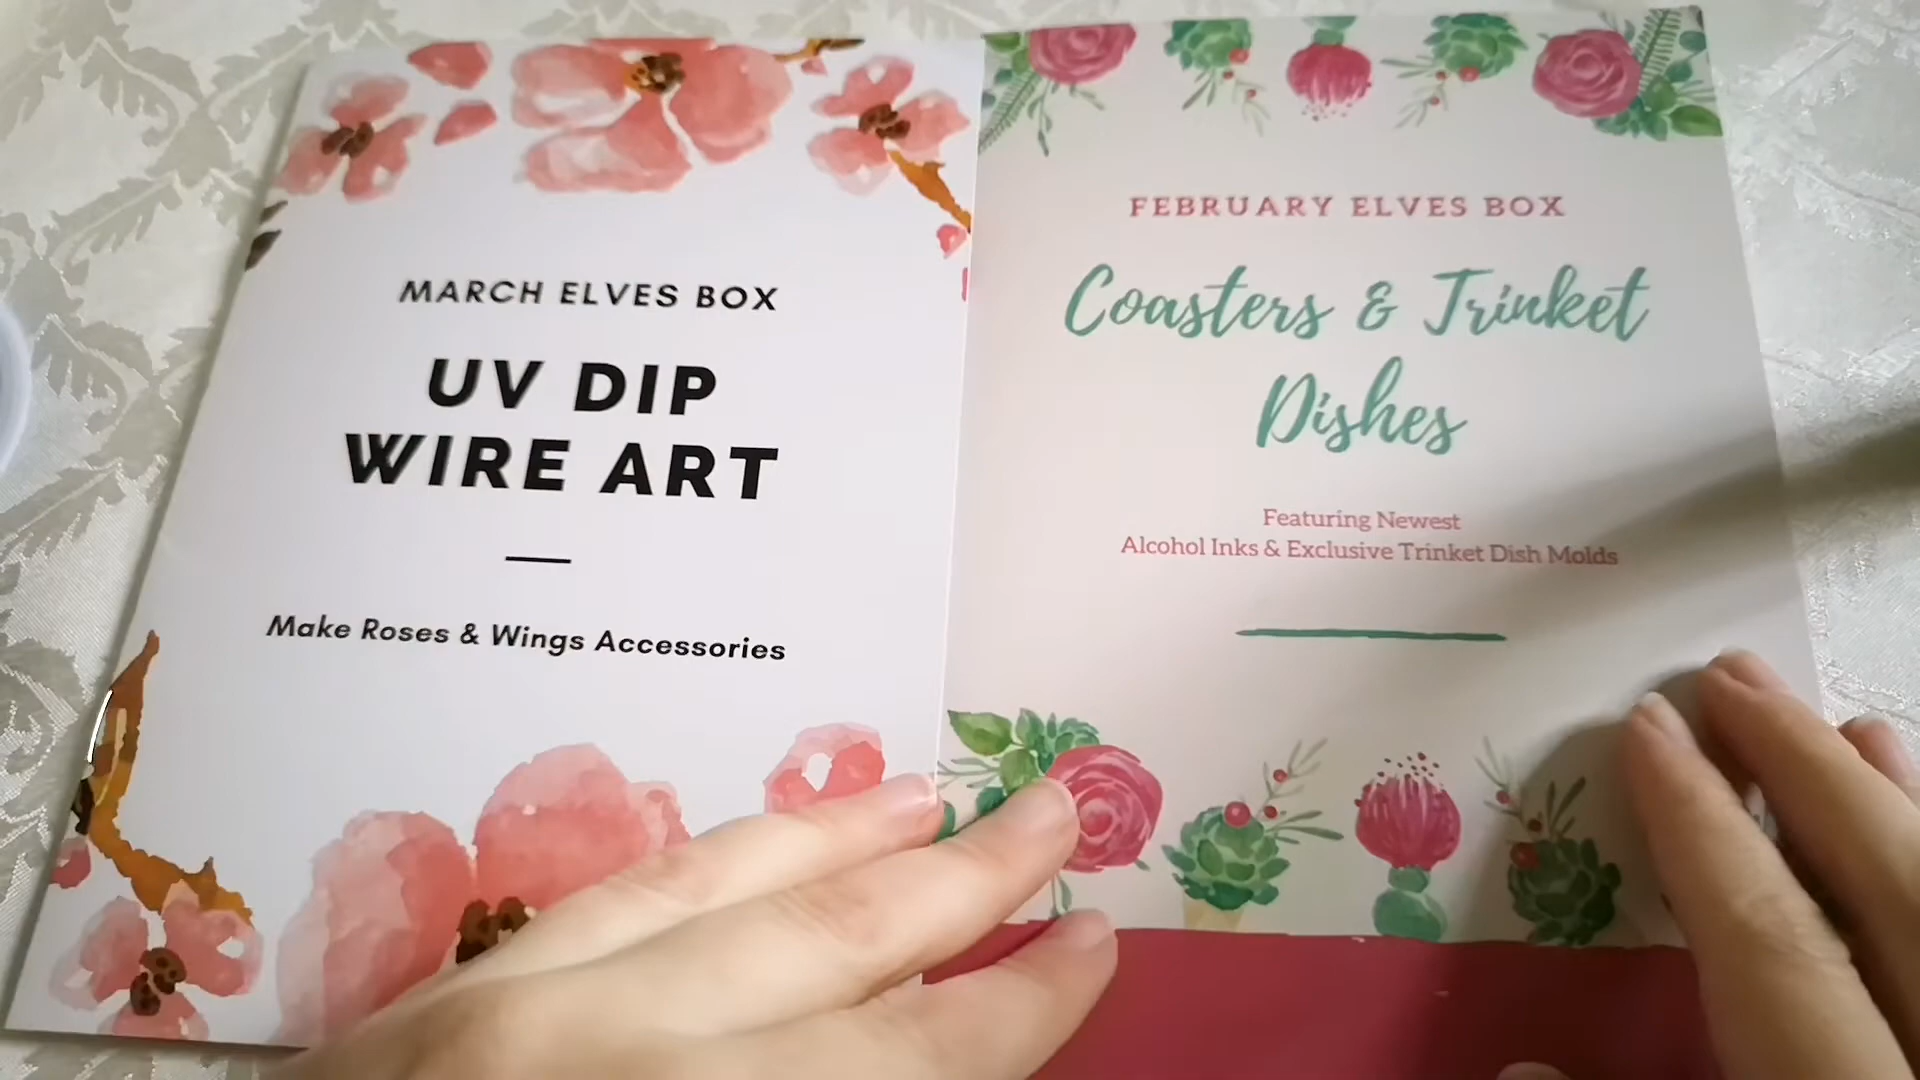 MARCH ELVES BOX
UV DIP
WIRE ART
Make Roses & Wings Accessories
FEBRUARY ELVES BOX
Coasters & Trinket
Dishes
Featuring Newest
Alcohol Inks & Exclusive Trinket Dish Molds